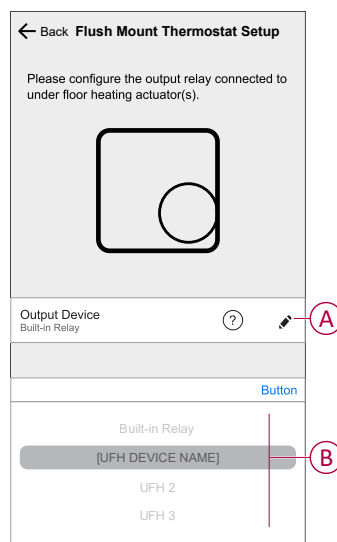 Back Flush Mount Thermostat Setup
Please configure the output relay connected to
under floor heating actuator(s).
Output Device
Built-in Relay
?
A
Button
Built-in Relay
[UFH DEVICE NAME]
B
UFH 2
UFH 3